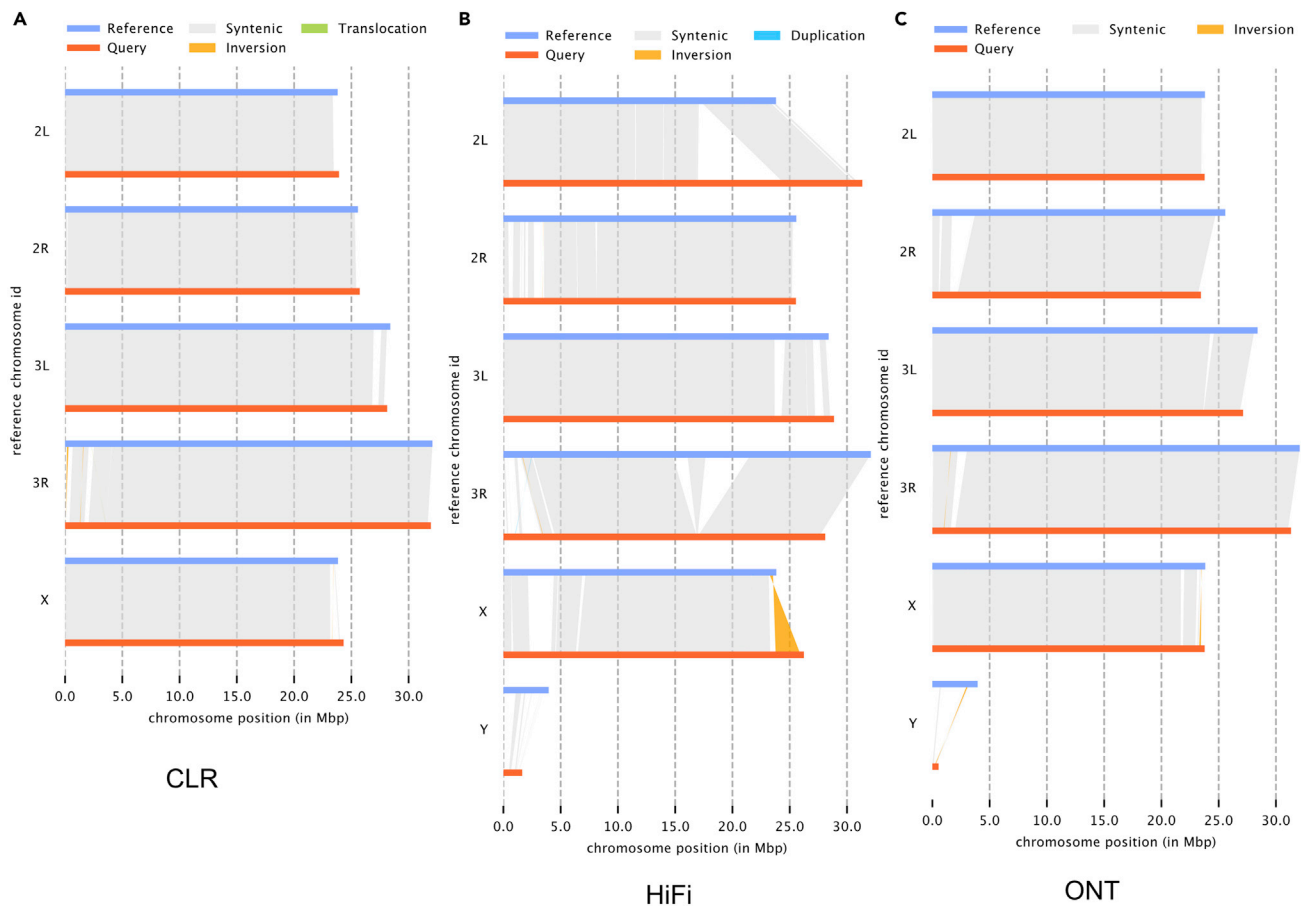 A
Reference Syntenic Translocation
Query Inversion
reference chromosome id
2L
2R
3L
3R
X
0.0 5.0 10.0 15.0 20.0 25.0 30.0
chromosome position (in Mbp)
CLR
B
Reference Syntenic Duplication
Query Inversion
reference chromosome id
2L
2R
3L
3R
X
Y
0.0 5.0 10.0 15.0 20.0 25.0 30.0
chromosome position (in Mbp)
HiFi
C
Reference Syntenic Inversion
Query
reference chromosome id
2L
2R
3L
3R
X
Y
0.0 5.0 10.0 15.0 20.0 25.0 30.0
chromosome position (in Mbp)
ONT